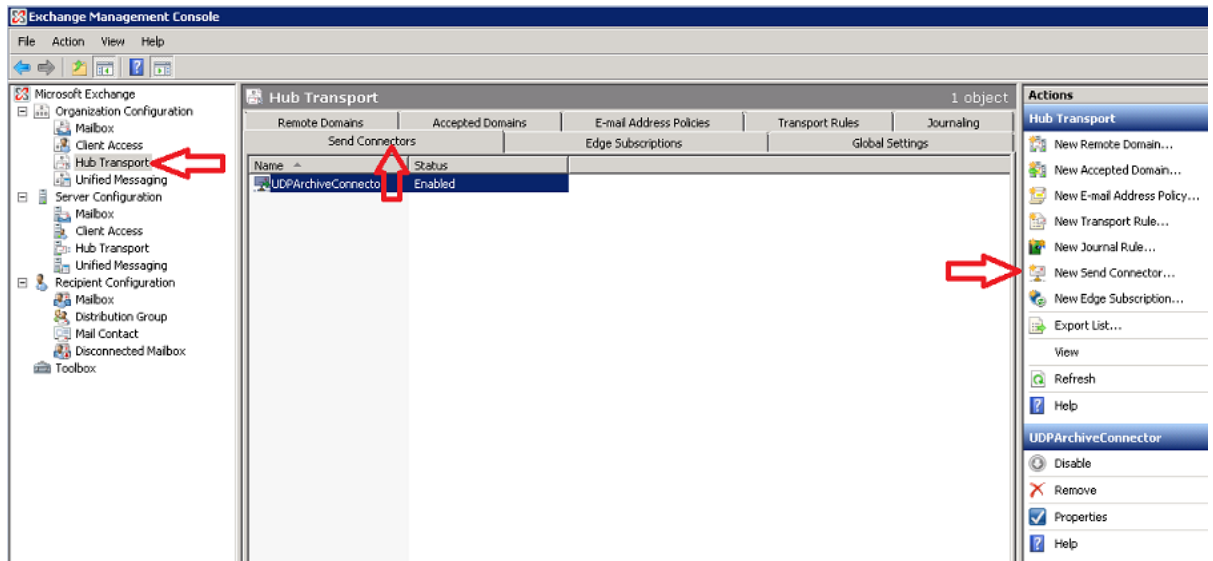 Exchange Management Console
File Action View Help
Microsoft Exchange
Organization Configuration
Mailbox
Client Access
Hub Transport
Unified Messaging
Server Configuration
Mailbox
Client Access
Hub Transport
Unified Messaging
Recipient Configuration
Mailbox
Distribution Group
Mail Contact
Disconnected Mailbox
Toolbox
Hub Transport 1 object
Remote Domains Accepted Domains E-mail Address Policies Transport Rules Journaling
Send Connectors Edge Subscriptions Global Settings
Name Status
UDPArchiveConnecto Enabled
Actions
Hub Transport
New Remote Domain...
New Accepted Domain...
New E-mail Address Policy...
New Transport Rule...
New Journal Rule...
New Send Connector...
New Edge Subscription...
Export List...
View
Refresh
Help
UDPArchiveConnector
Disable
Remove
Properties
Help